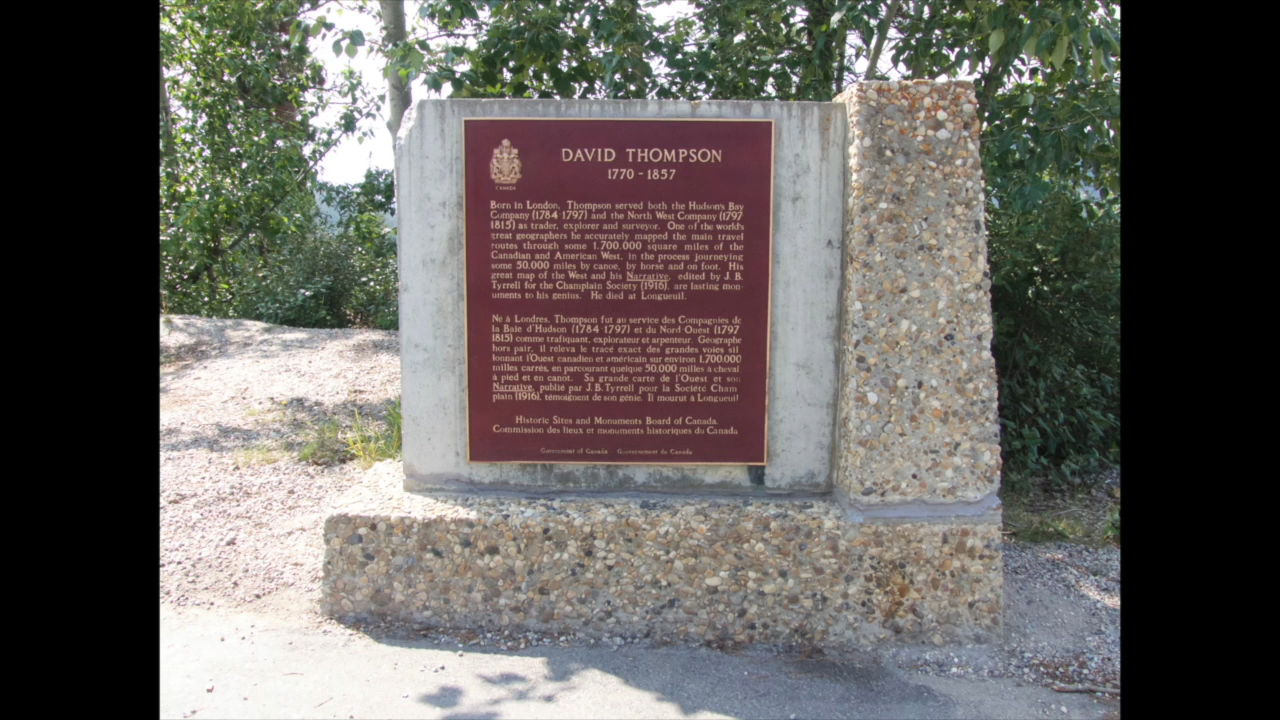 CANADA
DAVID THOMPSON
1770 - 1857
Born in London, Thompson served both the Hudson's Bay
Company (1784-1797) and the North West Company (1797
1815) as trader, explorer and surveyor. One of the world's
great geographers he accurately mapped the main travel
routes through some 1,700,000 square miles of the
Canadian and American West, in the process journeying
some 50,000 miles by canoe, by horse and on foot. His
great map of the West and his Narrative, edited by J. B.
Tyrrell for the Champlain Society (1916), are lasting mon-
uments to his genius. He died at Longueuil.
Né à Londres, Thompson fut au service des Compagnies de
la Baie d'Hudson (1784-1797) et du Nord Ouest (1797
1815) comme trafiquant, explorateur et arpenteur. Géographe
hors pair, il releva le tracé exact des grandes voies sil
lonnant l'Ouest canadien et américain sur environ 1,700,000
milles carrés, en parcourant quelque 50,000 milles à cheval
à pied et en canot. Sa grande carte de l'Ouest et son
Narrative, publié par J. B. Tyrrell pour la Société Cham-
plain (1916), témoignent de son génie. Il mourut à Longueuil
Historic Sites and Monuments Board of Canada.
Commission des lieux et monuments historiques du Canada
Government of Canada Gouvernement du Canada